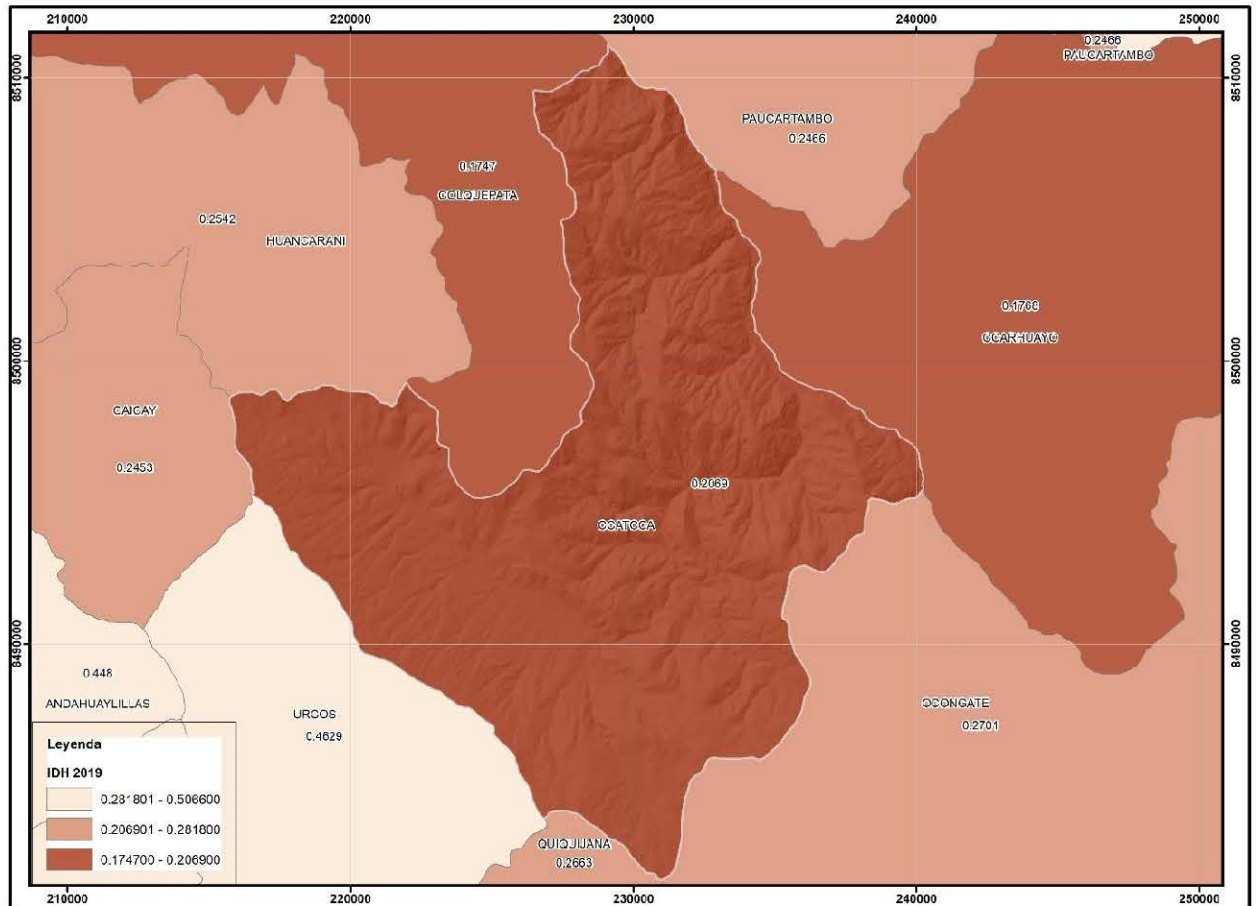 210000 220000 230000 240000 250000
0.2466
PAUCARTAMBO
8510000 8510000
PAUCARTAMBO
0.2466
0.1747
COLQUEPATA
0.2542
HUANCARANI
0.1768
CCARHUAYO
8500000 8500000
CAICAY
0.2453
0.2069
CCATCCA
8490000 8490000
0.448
ANDAHUAYLILLAS
URCOS
0.4629
OCONGATE
0.2701
Leyenda
IDH 2019
0.281801 - 0.506600
0.206901 - 0.281800
0.174700 - 0.206900
QUIQUIJANA
0.2663
210000 220000 230000 240000 250000